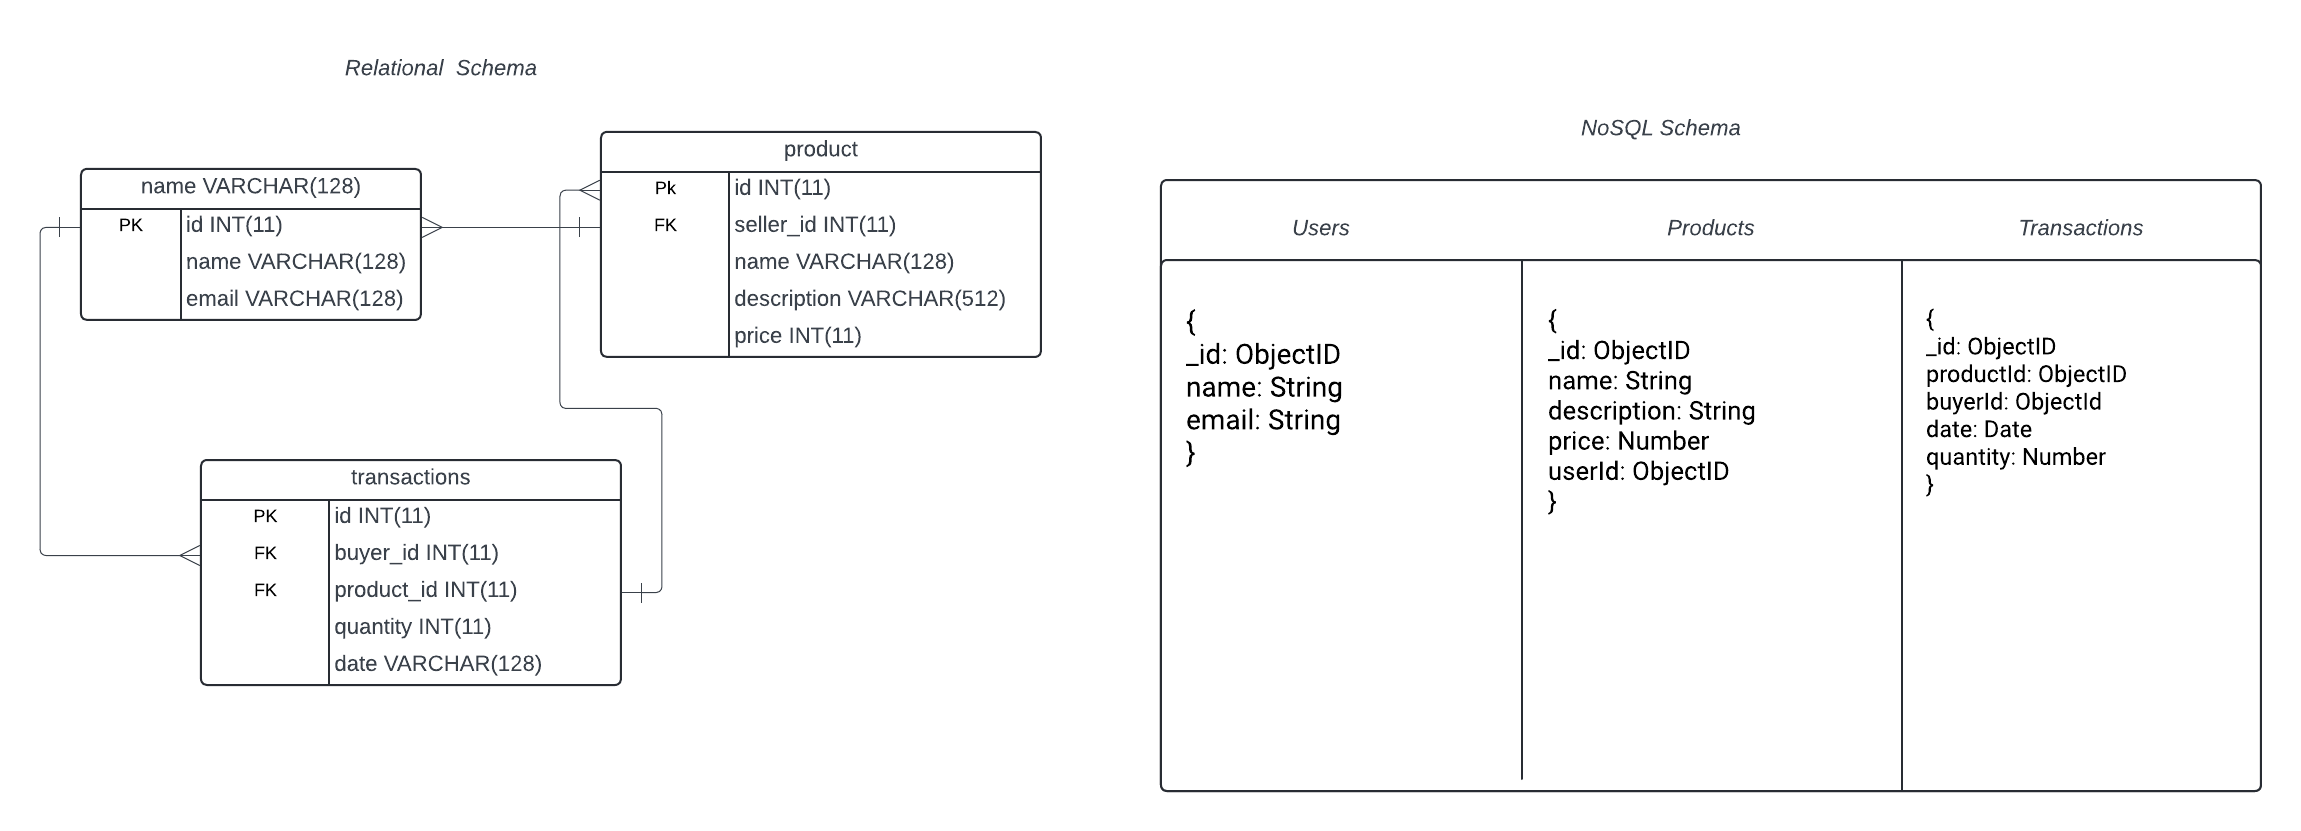 Relational  Schema
name VARCHAR(128)
PK id INT(11)
name VARCHAR(128)
email VARCHAR(128)
product
Pk id INT(11)
FK seller_id INT(11)
name VARCHAR(128)
description VARCHAR(512)
price INT(11)
transactions
PK id INT(11)
FK buyer_id INT(11)
FK product_id INT(11)
quantity INT(11)
date VARCHAR(128)
NoSQL Schema
Users
{
_id: ObjectID
name: String
email: String
}
Products
{
_id: ObjectID
name: String
description: String
price: Number
userId: ObjectID
}
Transactions
{
_id: ObjectID
productId: ObjectID
buyerId: ObjectId
date: Date
quantity: Number
}